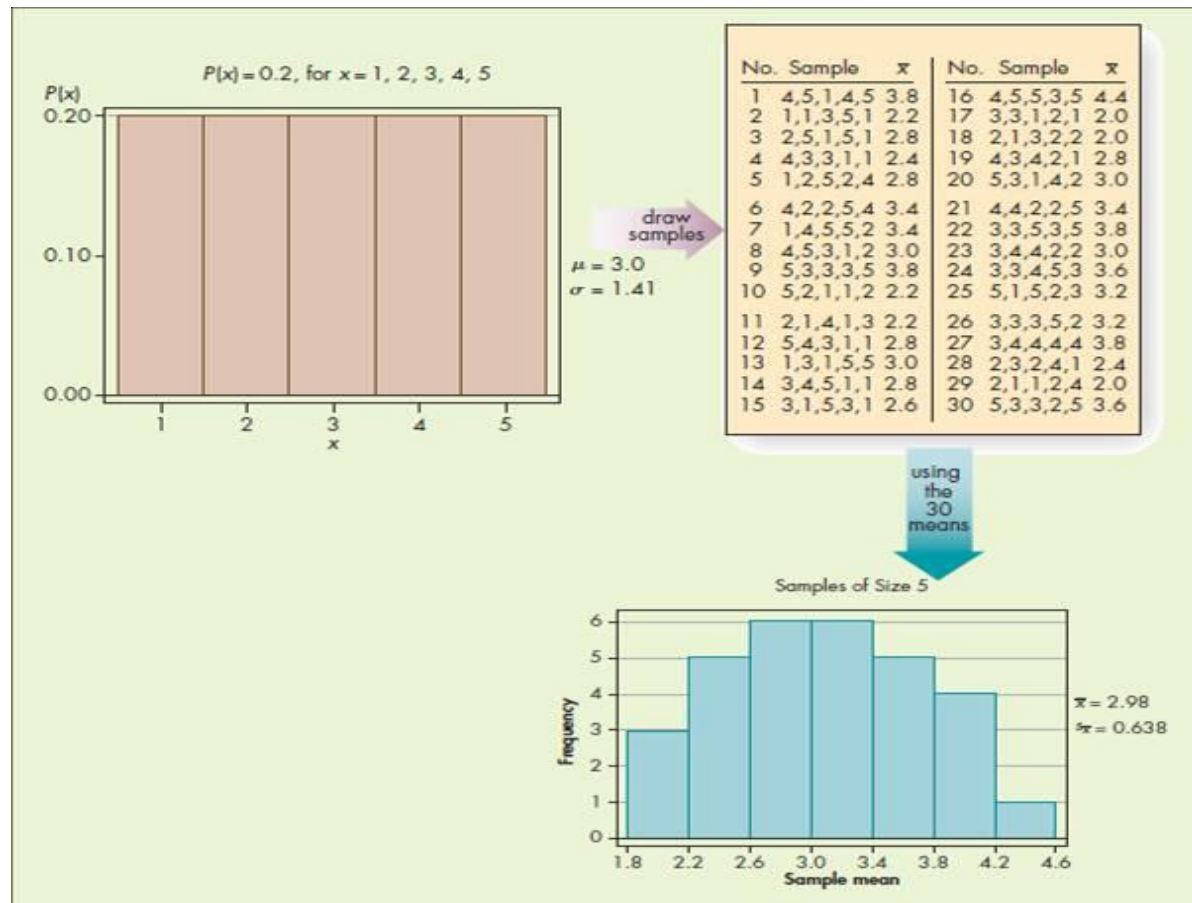 P(x) = 0.2, for x = 1, 2, 3, 4, 5
P(x)
0.20
0.10
0.00
1 2 3 4 5
x
draw
samples
μ = 3.0
σ = 1.41
No. Sample x̅ No. Sample x̅
1 4,5,1,4,5 3.8 16 4,5,5,3,5 4.4
2 1,1,3,5,1 2.2 17 3,3,1,2,1 2.0
3 2,5,1,5,1 2.8 18 2,1,3,2,2 2.0
4 4,3,3,1,1 2.4 19 4,3,4,2,1 2.8
5 1,2,5,2,4 2.8 20 5,3,1,4,2 3.0
6 4,2,2,5,4 3.4 21 4,4,2,2,5 3.4
7 1,4,5,5,2 3.4 22 3,3,5,3,5 3.8
8 4,5,3,1,2 3.0 23 3,4,4,2,2 3.0
9 5,3,3,3,5 3.8 24 3,3,4,5,3 3.6
10 5,2,1,1,2 2.2 25 5,1,5,2,3 3.2
11 2,1,4,1,3 2.2 26 3,3,3,5,2 3.2
12 5,4,3,1,1 2.8 27 3,4,4,4,4 3.8
13 1,3,1,5,5 3.0 28 2,3,2,4,1 2.4
14 3,4,5,1,1 2.8 29 2,1,1,2,4 2.0
15 3,1,5,3,1 2.6 30 5,3,3,2,5 3.6
using
the
30
means
Samples of Size 5
Frequency
6
5
4
3
2
1
0
1.8 2.2 2.6 3.0 3.4 3.8 4.2 4.6
Sample mean
x̿ = 2.98
sx̅ = 0.638